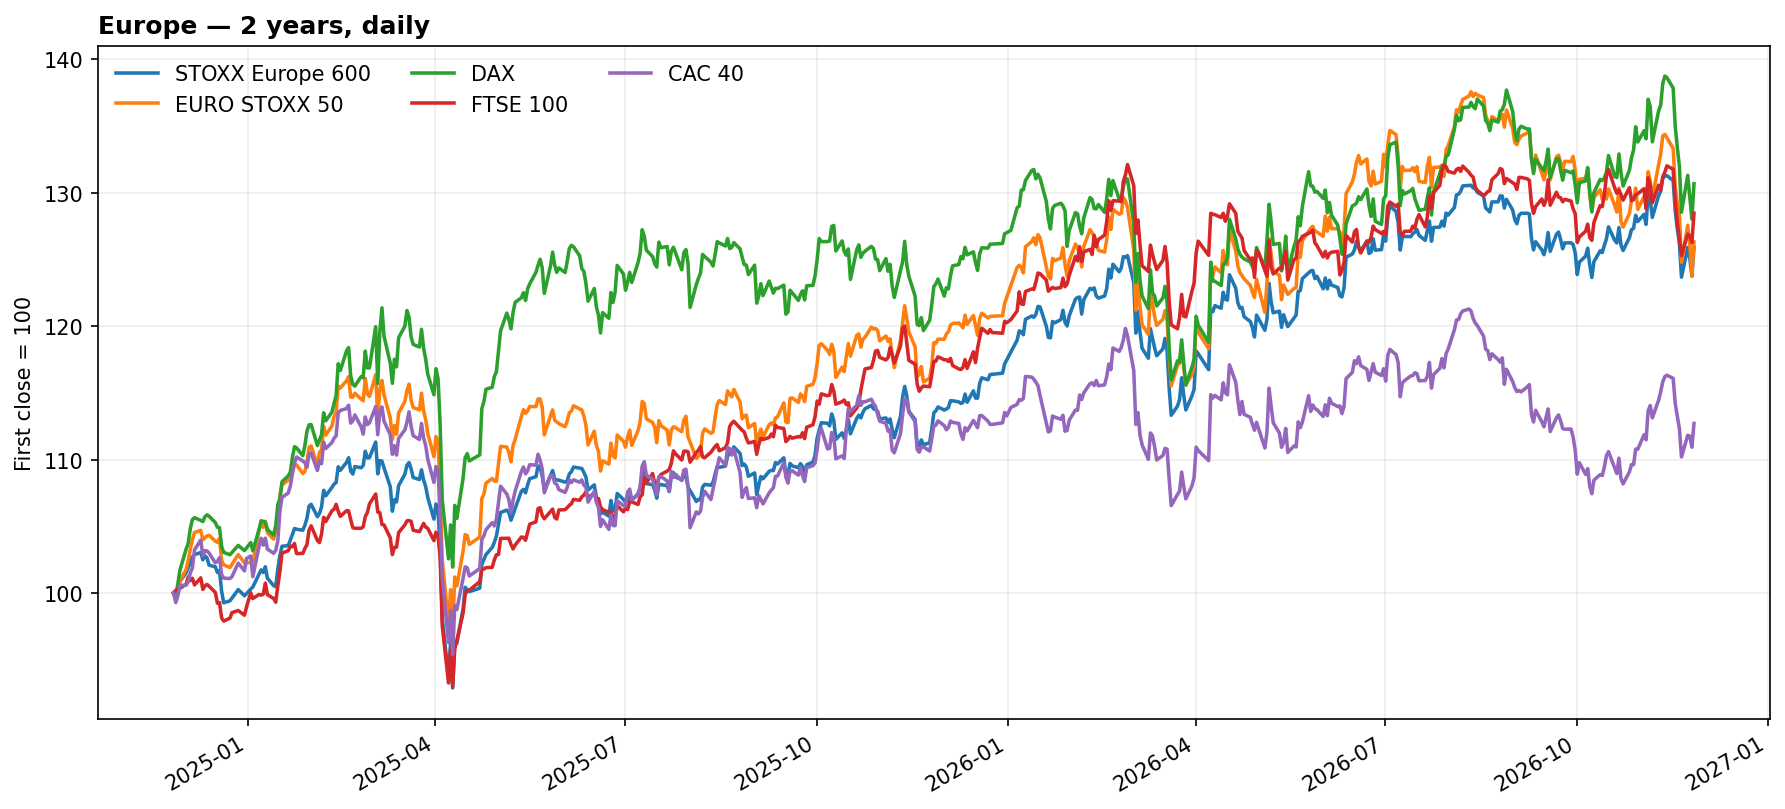 Europe — 2 years, daily
140
130
120
110
100
First close = 100
STOXX Europe 600
EURO STOXX 50
DAX
FTSE 100
CAC 40
2025-01
2025-04
2025-07
2025-10
2026-01
2026-04
2026-07
2026-10
2027-01